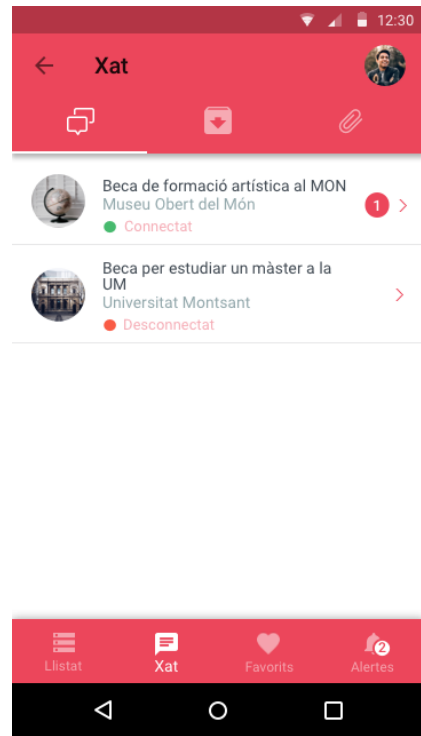 12:30
Xat
Beca de formació artística al MON
Museu Obert del Món
1
Connectat
Beca per estudiar un màster a la
UM
Universitat Montsant
Desconnectat
2
Llistat
Xat
Favorits
Alertes